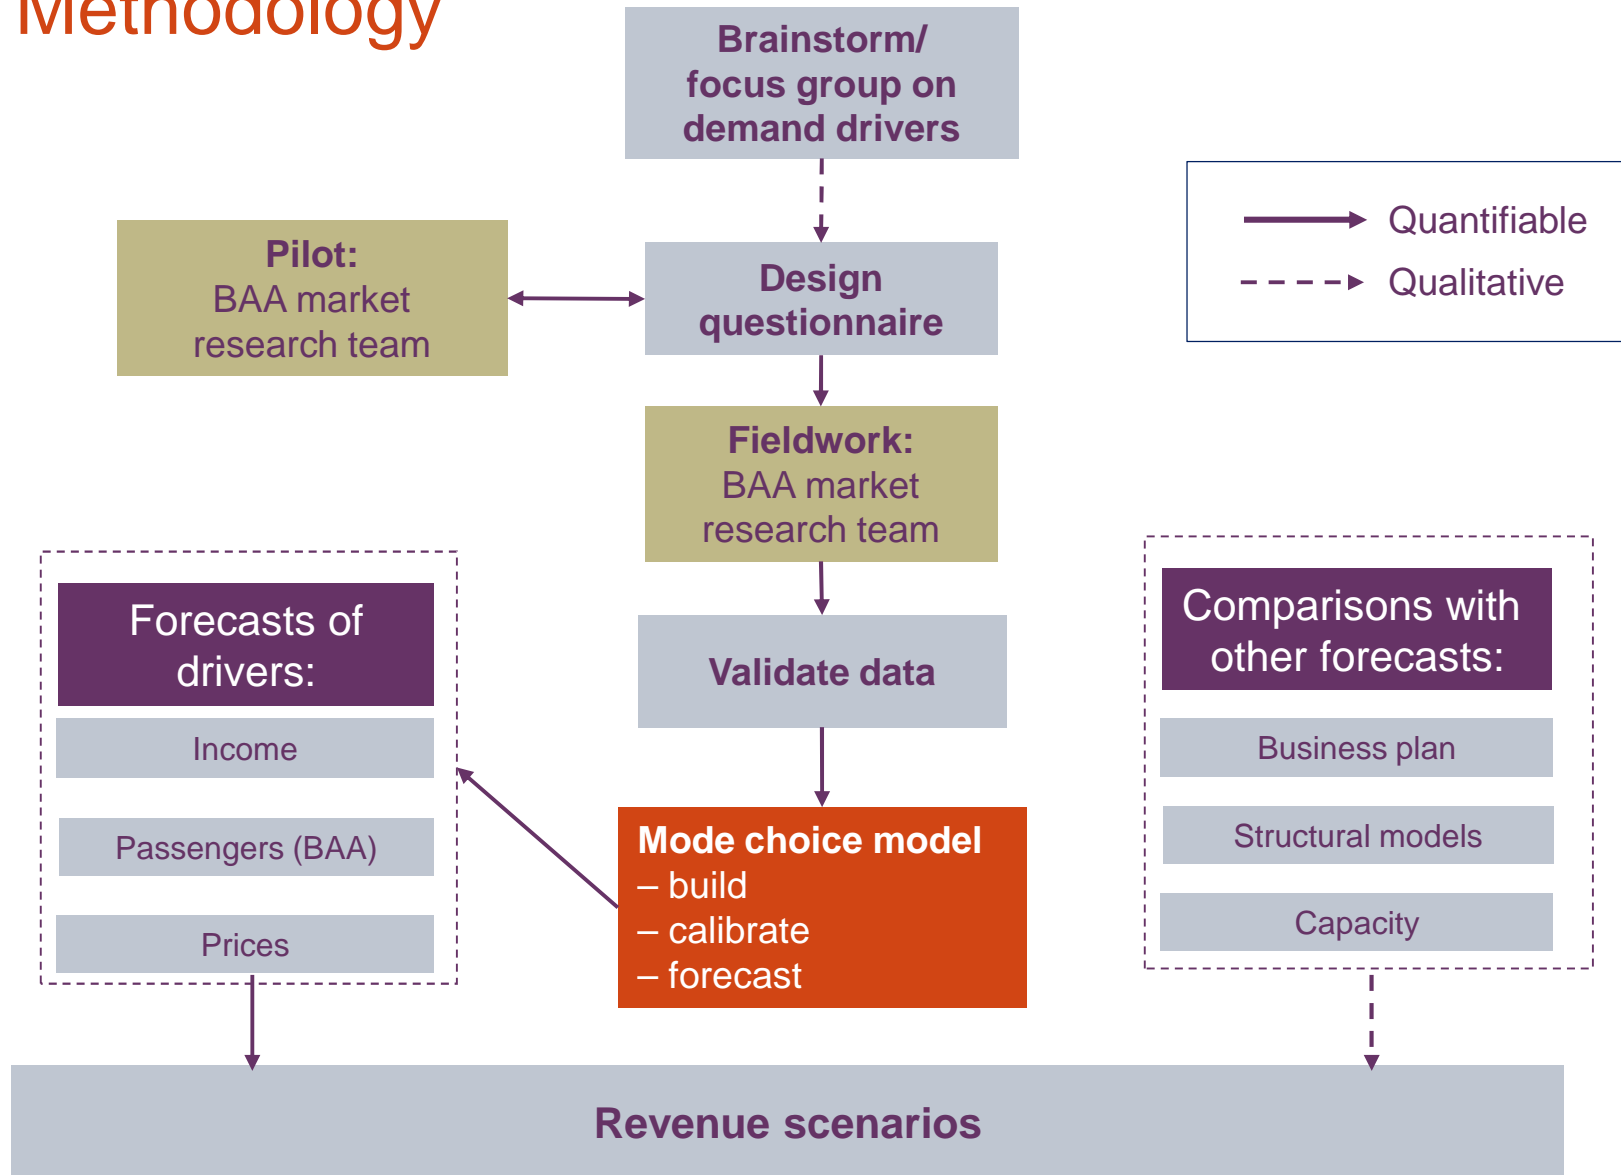 Methodology
Brainstorm/
focus group on
demand drivers
Quantifiable
Qualitative
Pilot:
BAA market
research team
Design
questionnaire
Fieldwork:
BAA market
research team
Forecasts of
drivers:
Income
Passengers (BAA)
Prices
Validate data
Mode choice model
– build
– calibrate
– forecast
Comparisons with
other forecasts:
Business plan
Structural models
Capacity
Revenue scenarios